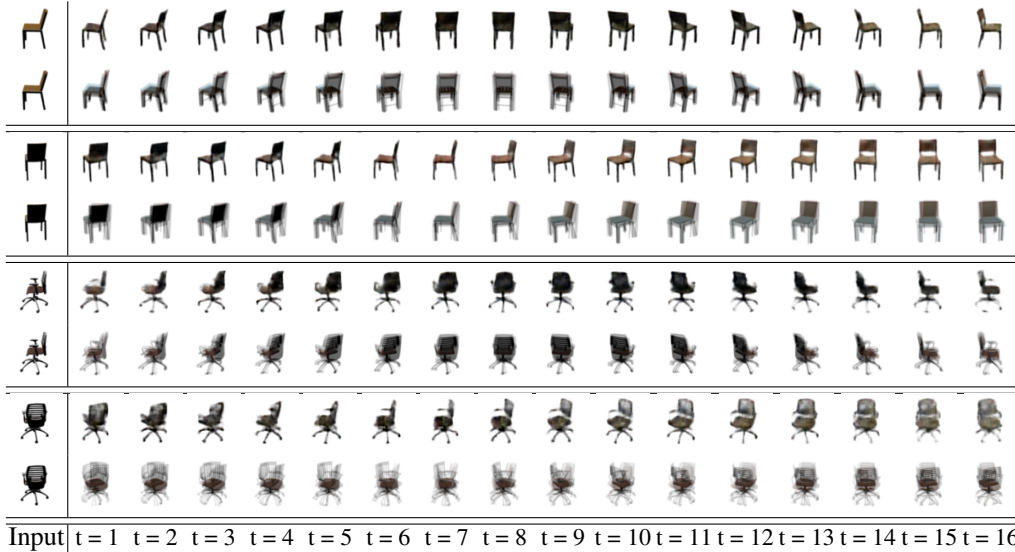 Input t = 1 t = 2 t = 3 t = 4 t = 5 t = 6 t = 7 t = 8 t = 9 t = 10 t = 11 t = 12 t = 13 t = 14 t = 15 t = 16